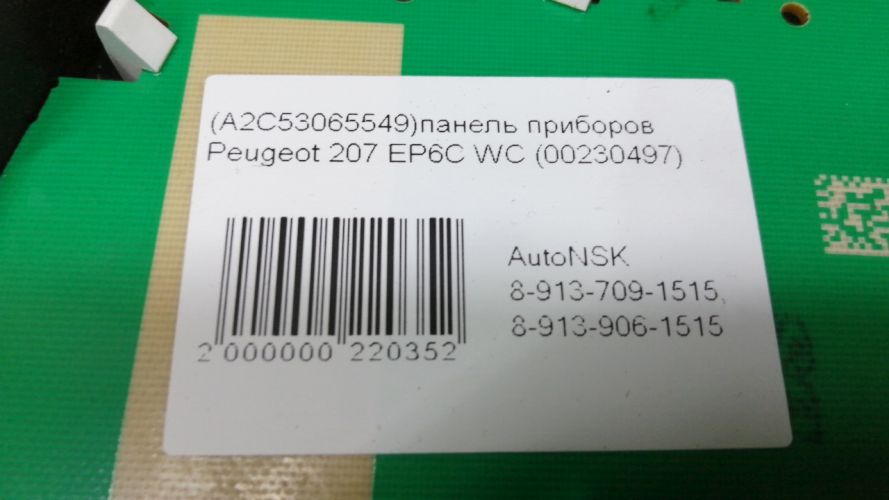 (A2C53065549)панель приборов
Peugeot 207 EP6C WC (00230497)
AutoNSK
8-913-709-1515,
8-913-906-1515
2 000000 220352